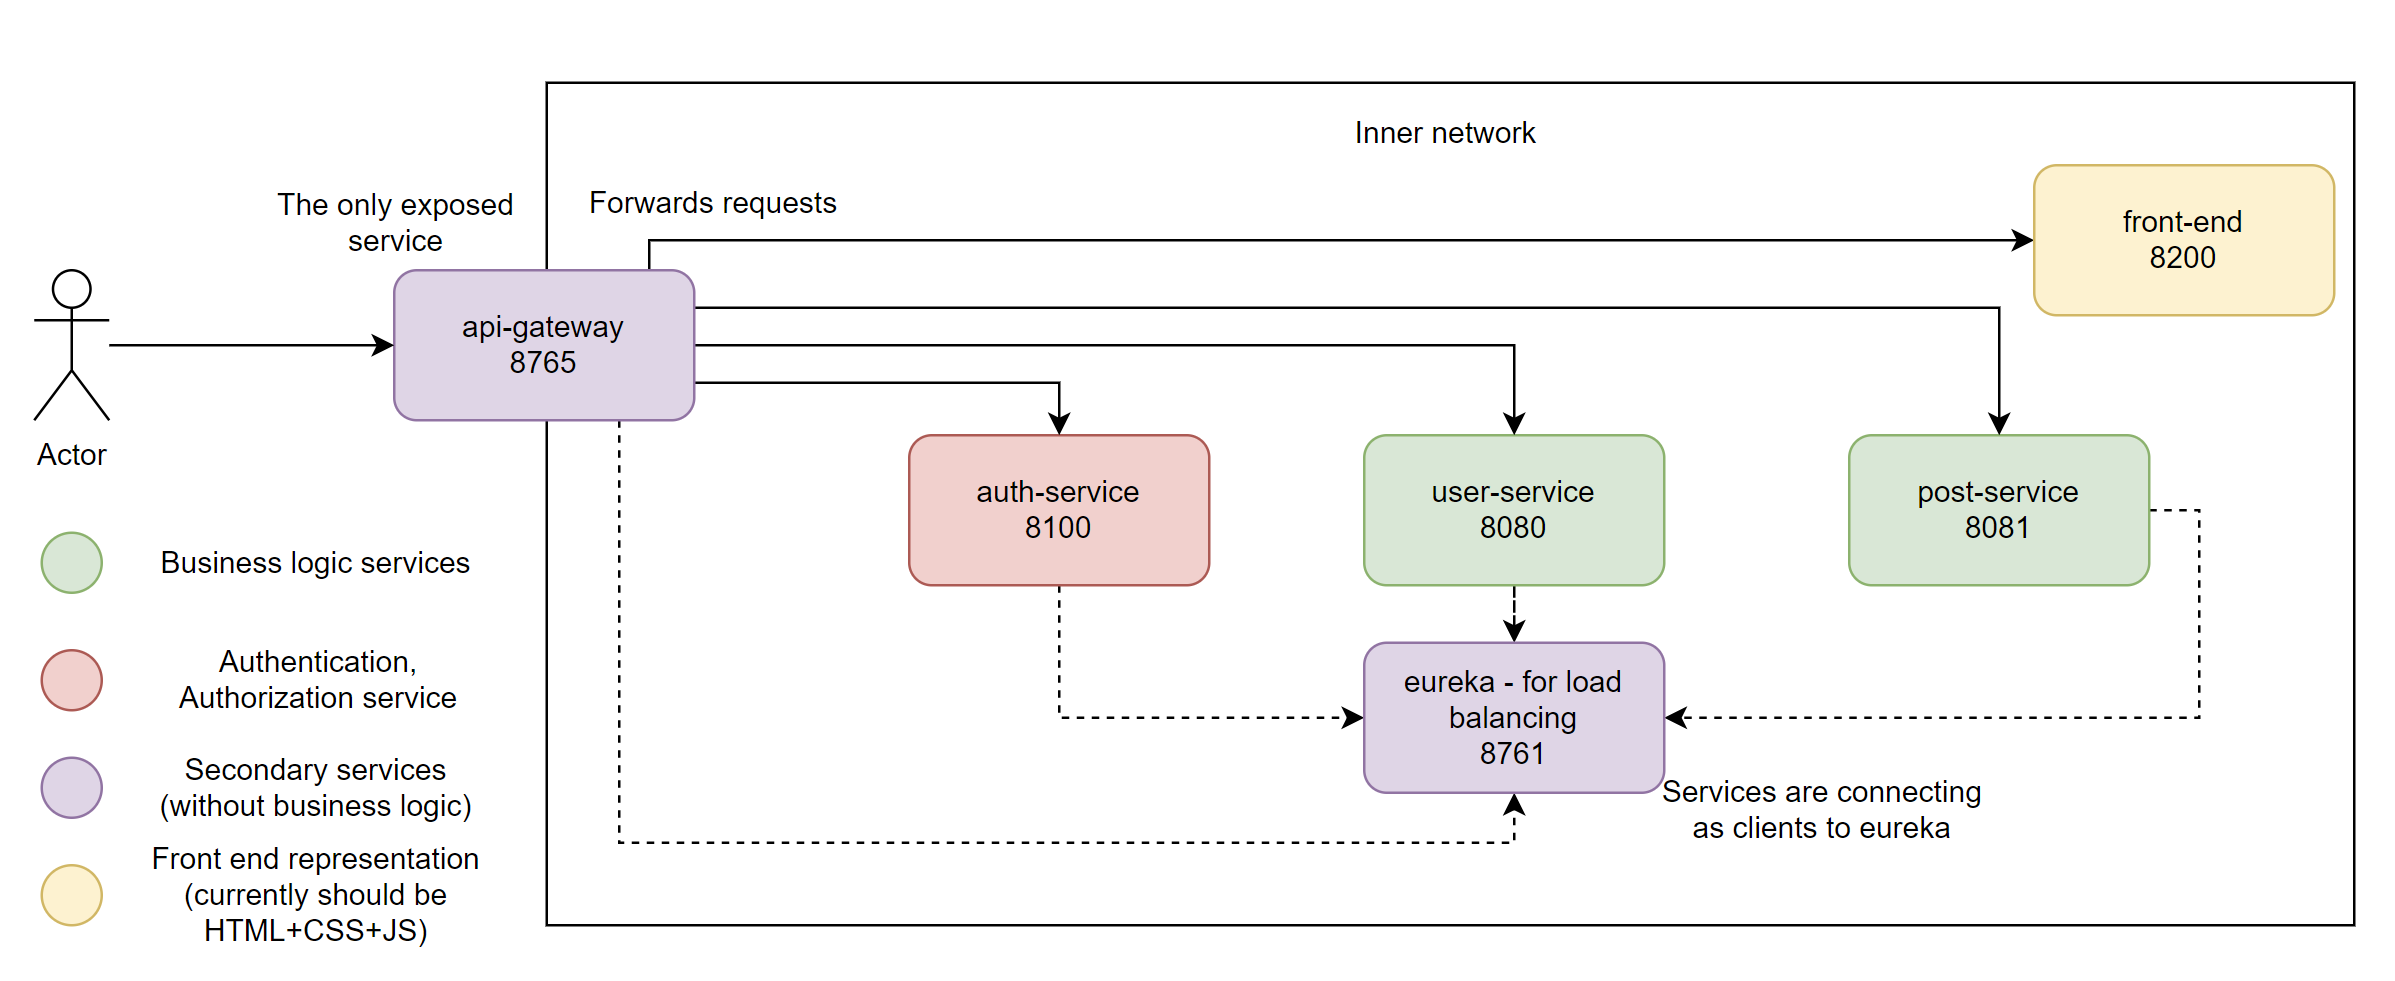 Inner network
The only exposed
service
Forwards requests
front-end
8200
api-gateway
8765
Actor
auth-service
8100
user-service
8080
post-service
8081
Business logic services
Authentication,
Authorization service
eureka - for load
balancing
8761
Services are connecting
as clients to eureka
Secondary services
(without business logic)
Front end representation
(currently should be
HTML+CSS+JS)